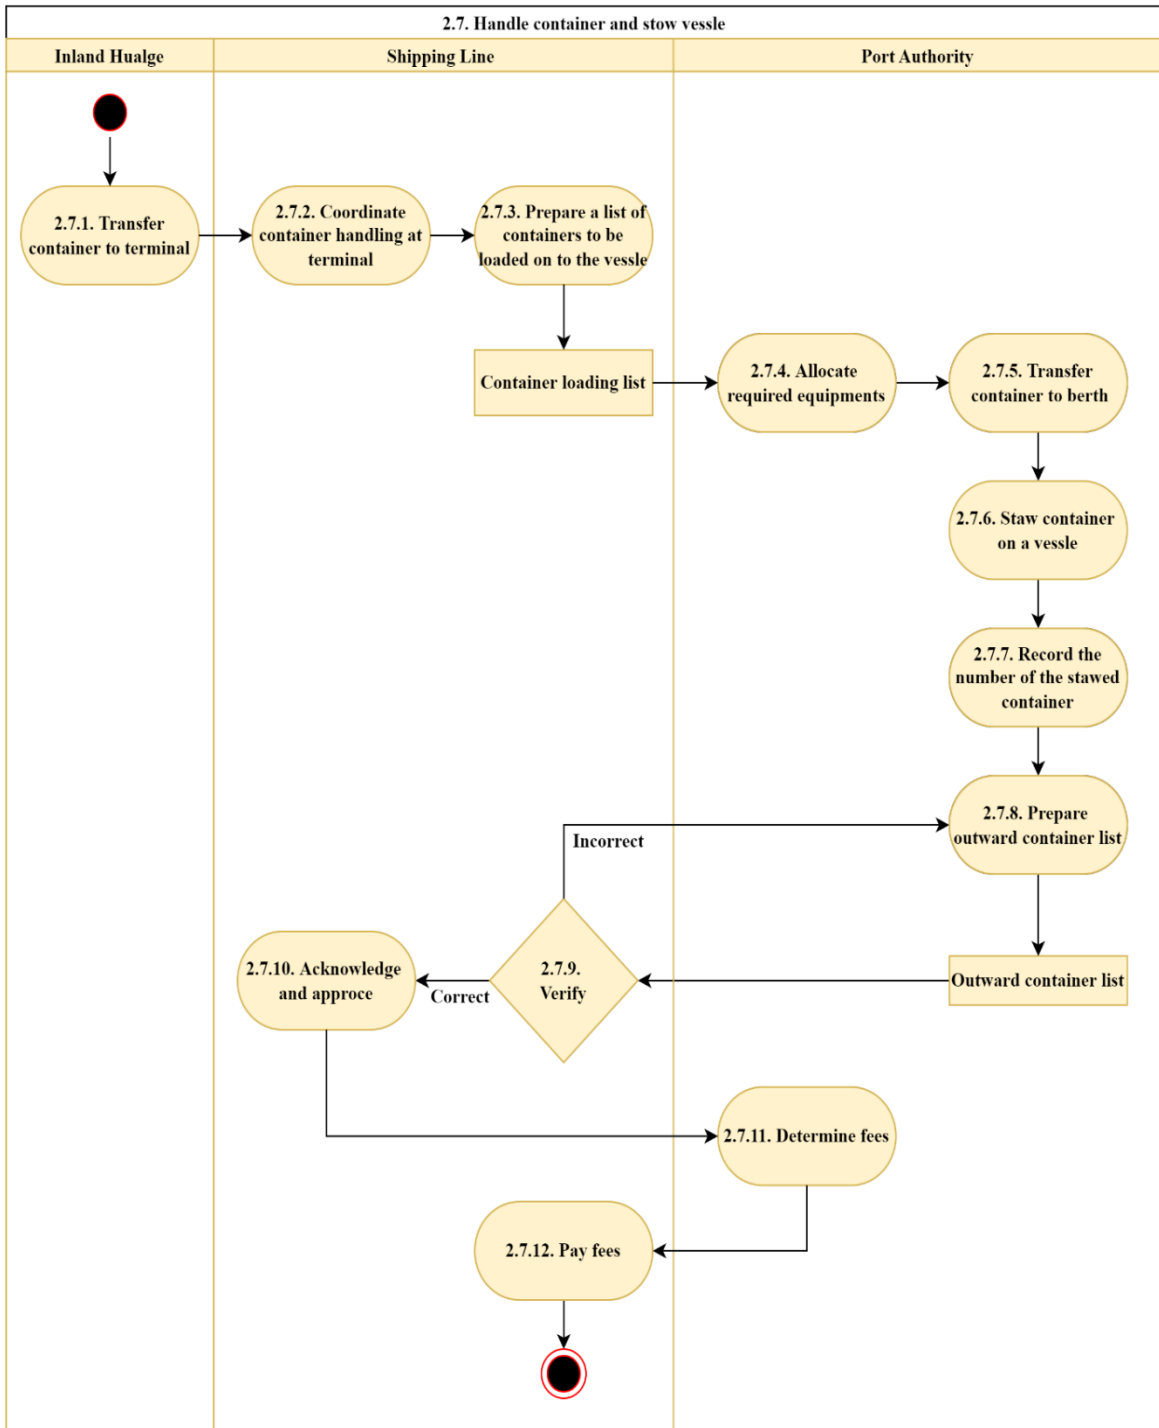 2.7. Handle container and stow vessle
Inland Hualge
Shipping Line
Port Authority
2.7.1. Transfer
container to terminal
2.7.2. Coordinate
container handling at
terminal
2.7.3. Prepare a list of
containers to be
loaded on to the vessle
Container loading list
2.7.4. Allocate
required equipments
2.7.5. Transfer
container to berth
2.7.6. Staw container
on a vessle
2.7.7. Record the
number of the stawed
container
2.7.8. Prepare
outward container list
Incorrect
Outward container list
2.7.9.
Verify
Correct
2.7.10. Acknowledge
and approce
2.7.11. Determine fees
2.7.12. Pay fees